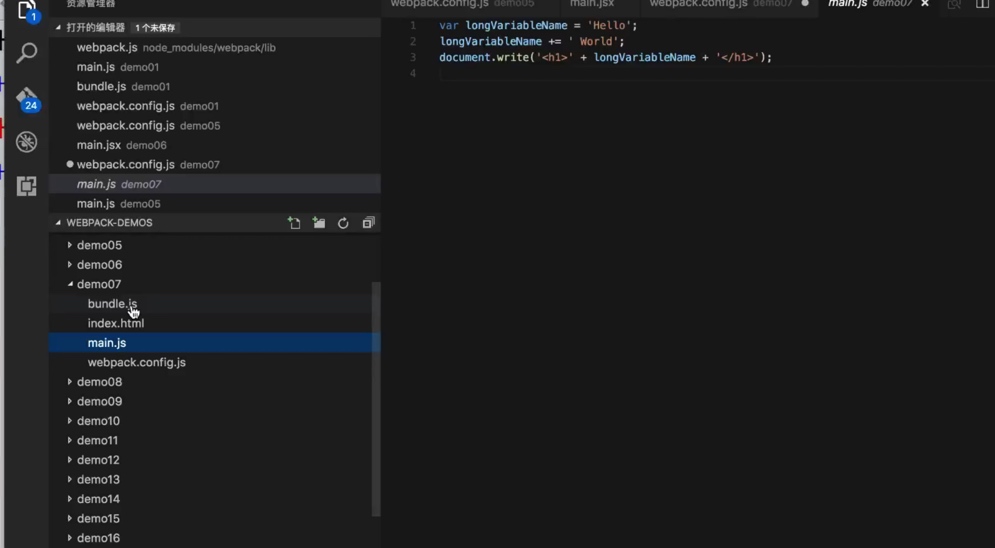 资源管理器
webpack.config.js demo05 main.jsx webpack.config.js demo07 main.js demo07
1
打开的编辑器 1 个未保存
webpack.js node_modules/webpack/lib
main.js demo01
bundle.js demo01
webpack.config.js demo01
webpack.config.js demo05
main.jsx demo06
webpack.config.js demo07
main.js demo07
main.js demo05
24
WEBPACK-DEMOS
demo05
demo06
demo07
bundle.js
index.html
main.js
webpack.config.js
demo08
demo09
demo10
demo11
demo12
demo13
demo14
demo15
demo16
1 var longVariableName = 'Hello';
2 longVariableName += ' World';
3 document.write('<h1>' + longVariableName + '</h1>');
4